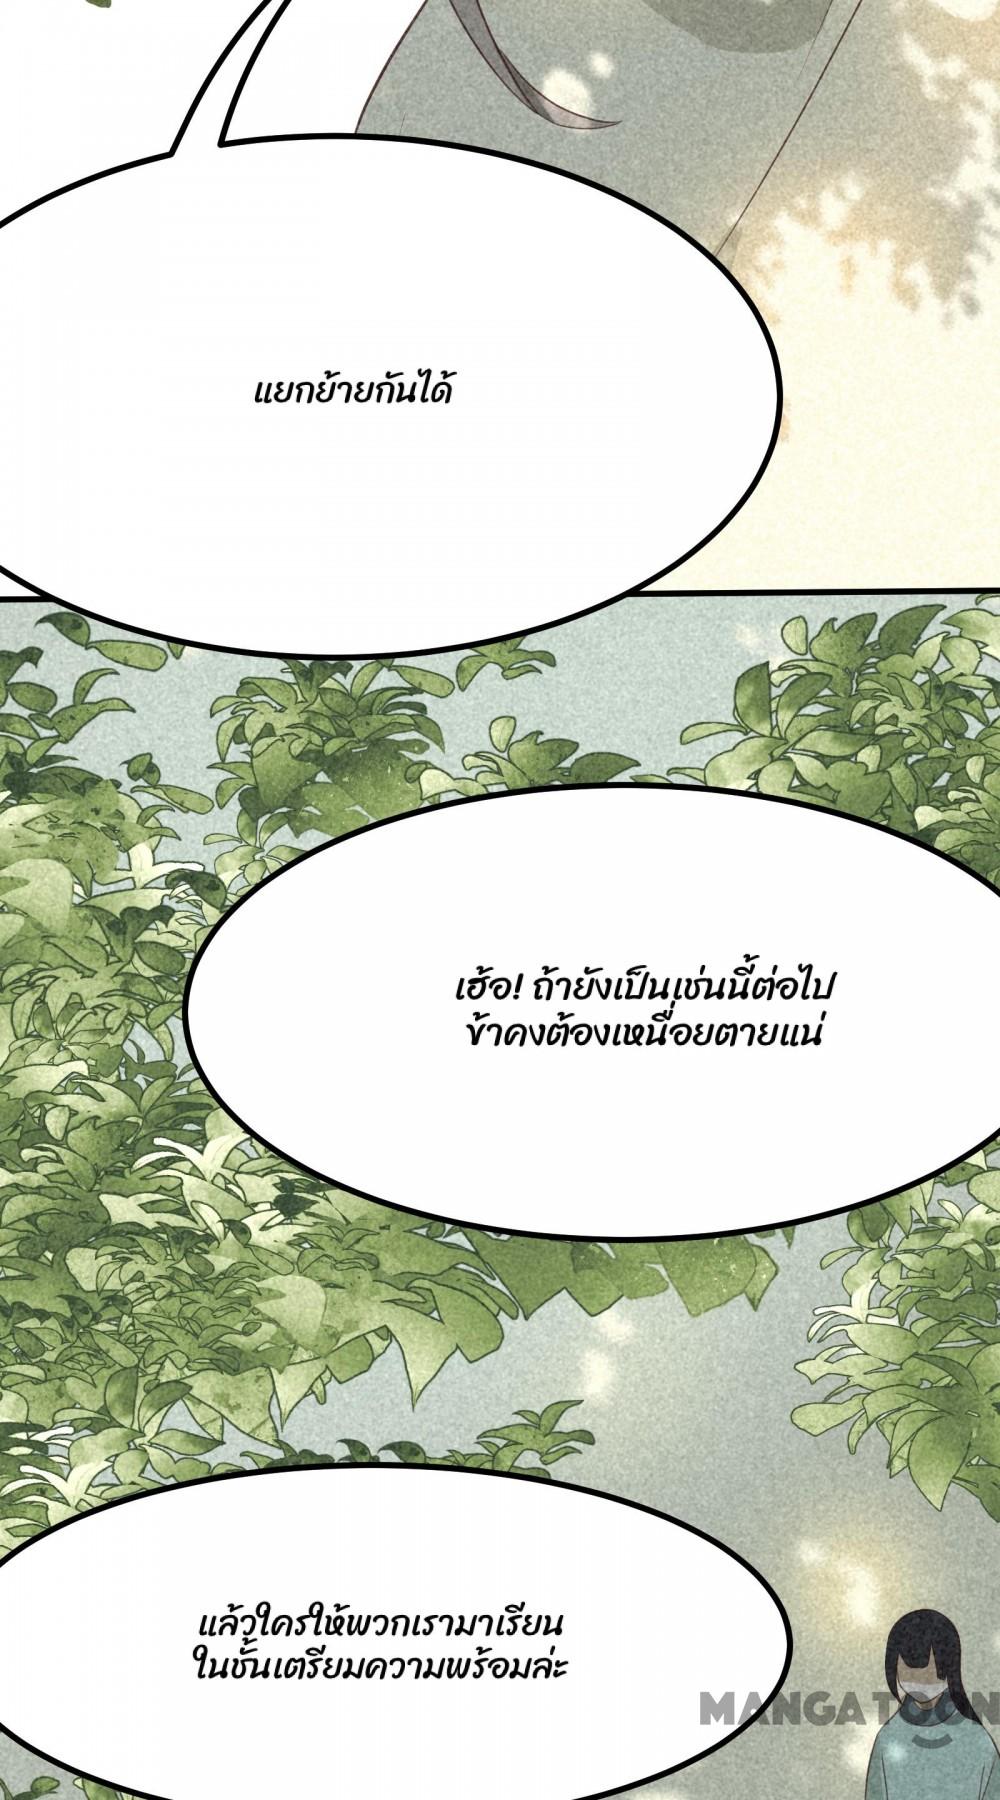 แยกย้ายกันได้
เฮ้อ! ถ้ายังเป็นเช่นนี้ต่อไป
ข้าคงต้องเหนื่อยตายแน่
แล้วใครให้พวกเรามาเรียน
ในชั้นเตรียมความพร้อมล่ะ
MANGATOON